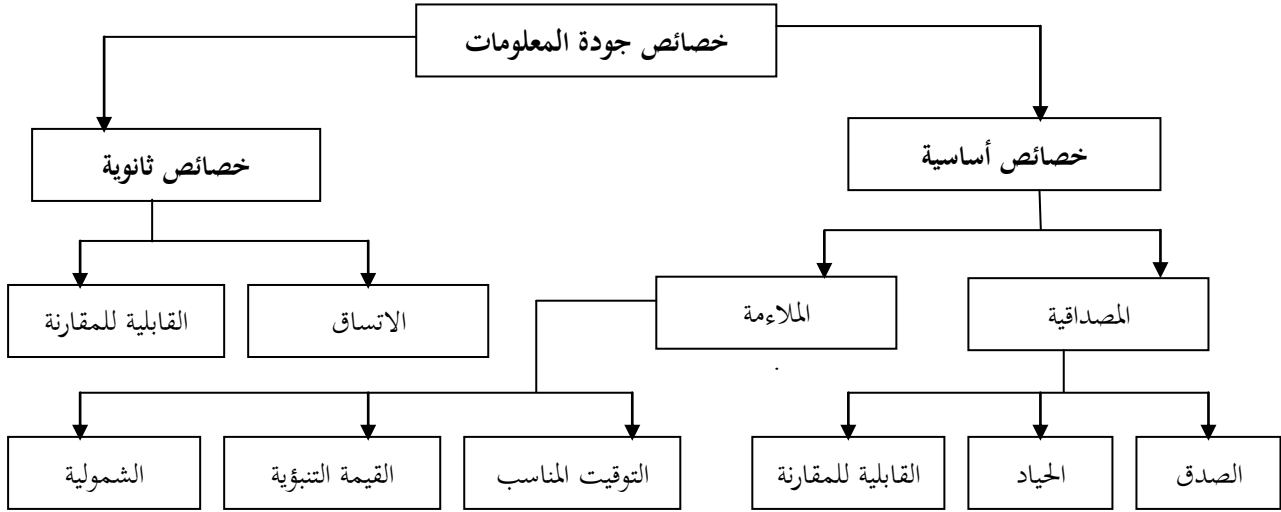 خصائص جودة المعلومات
خصائص أساسية
خصائص ثانوية
المصداقية
الملاءمة
الاتساق
القابلية للمقارنة
الصدق
الحياد
القابلية للمقارنة
التوقيت المناسب
القيمة التنبؤية
الشمولية